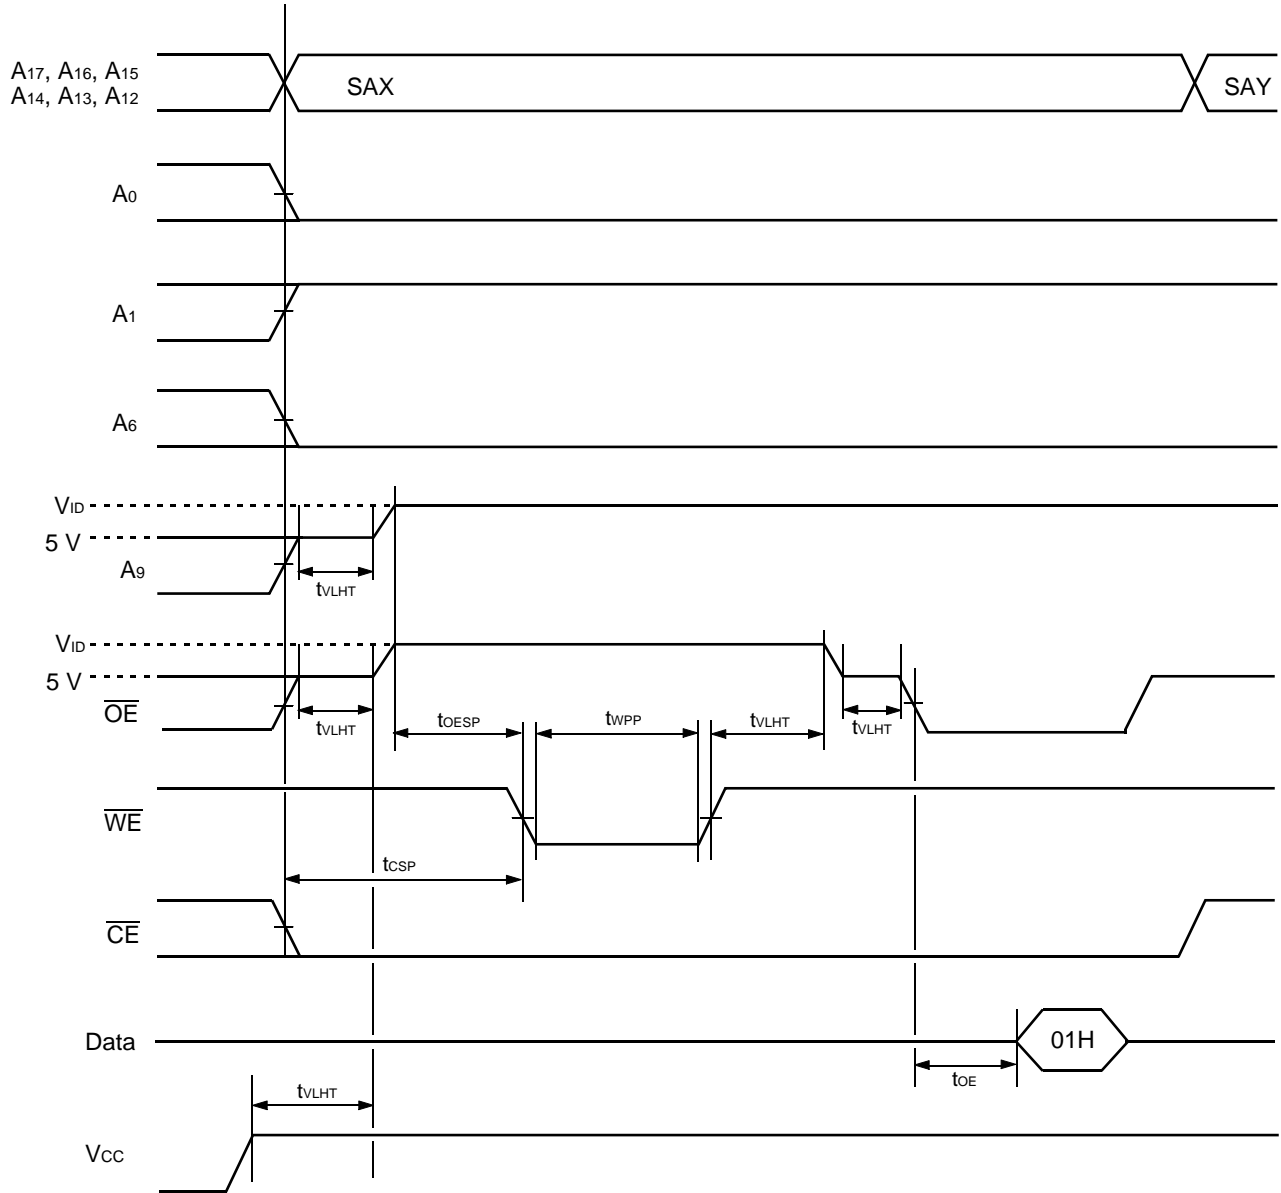 A17, A16, A15
A14, A13, A12
SAX
SAY
A0
A1
A6
VID
5 V
A9
tVLHT
VID
5 V
OE
tVLHT
tOESP
tWPP
tVLHT
tVLHT
WE
tCSP
CE
Data
01H
tOE
tVLHT
VCC